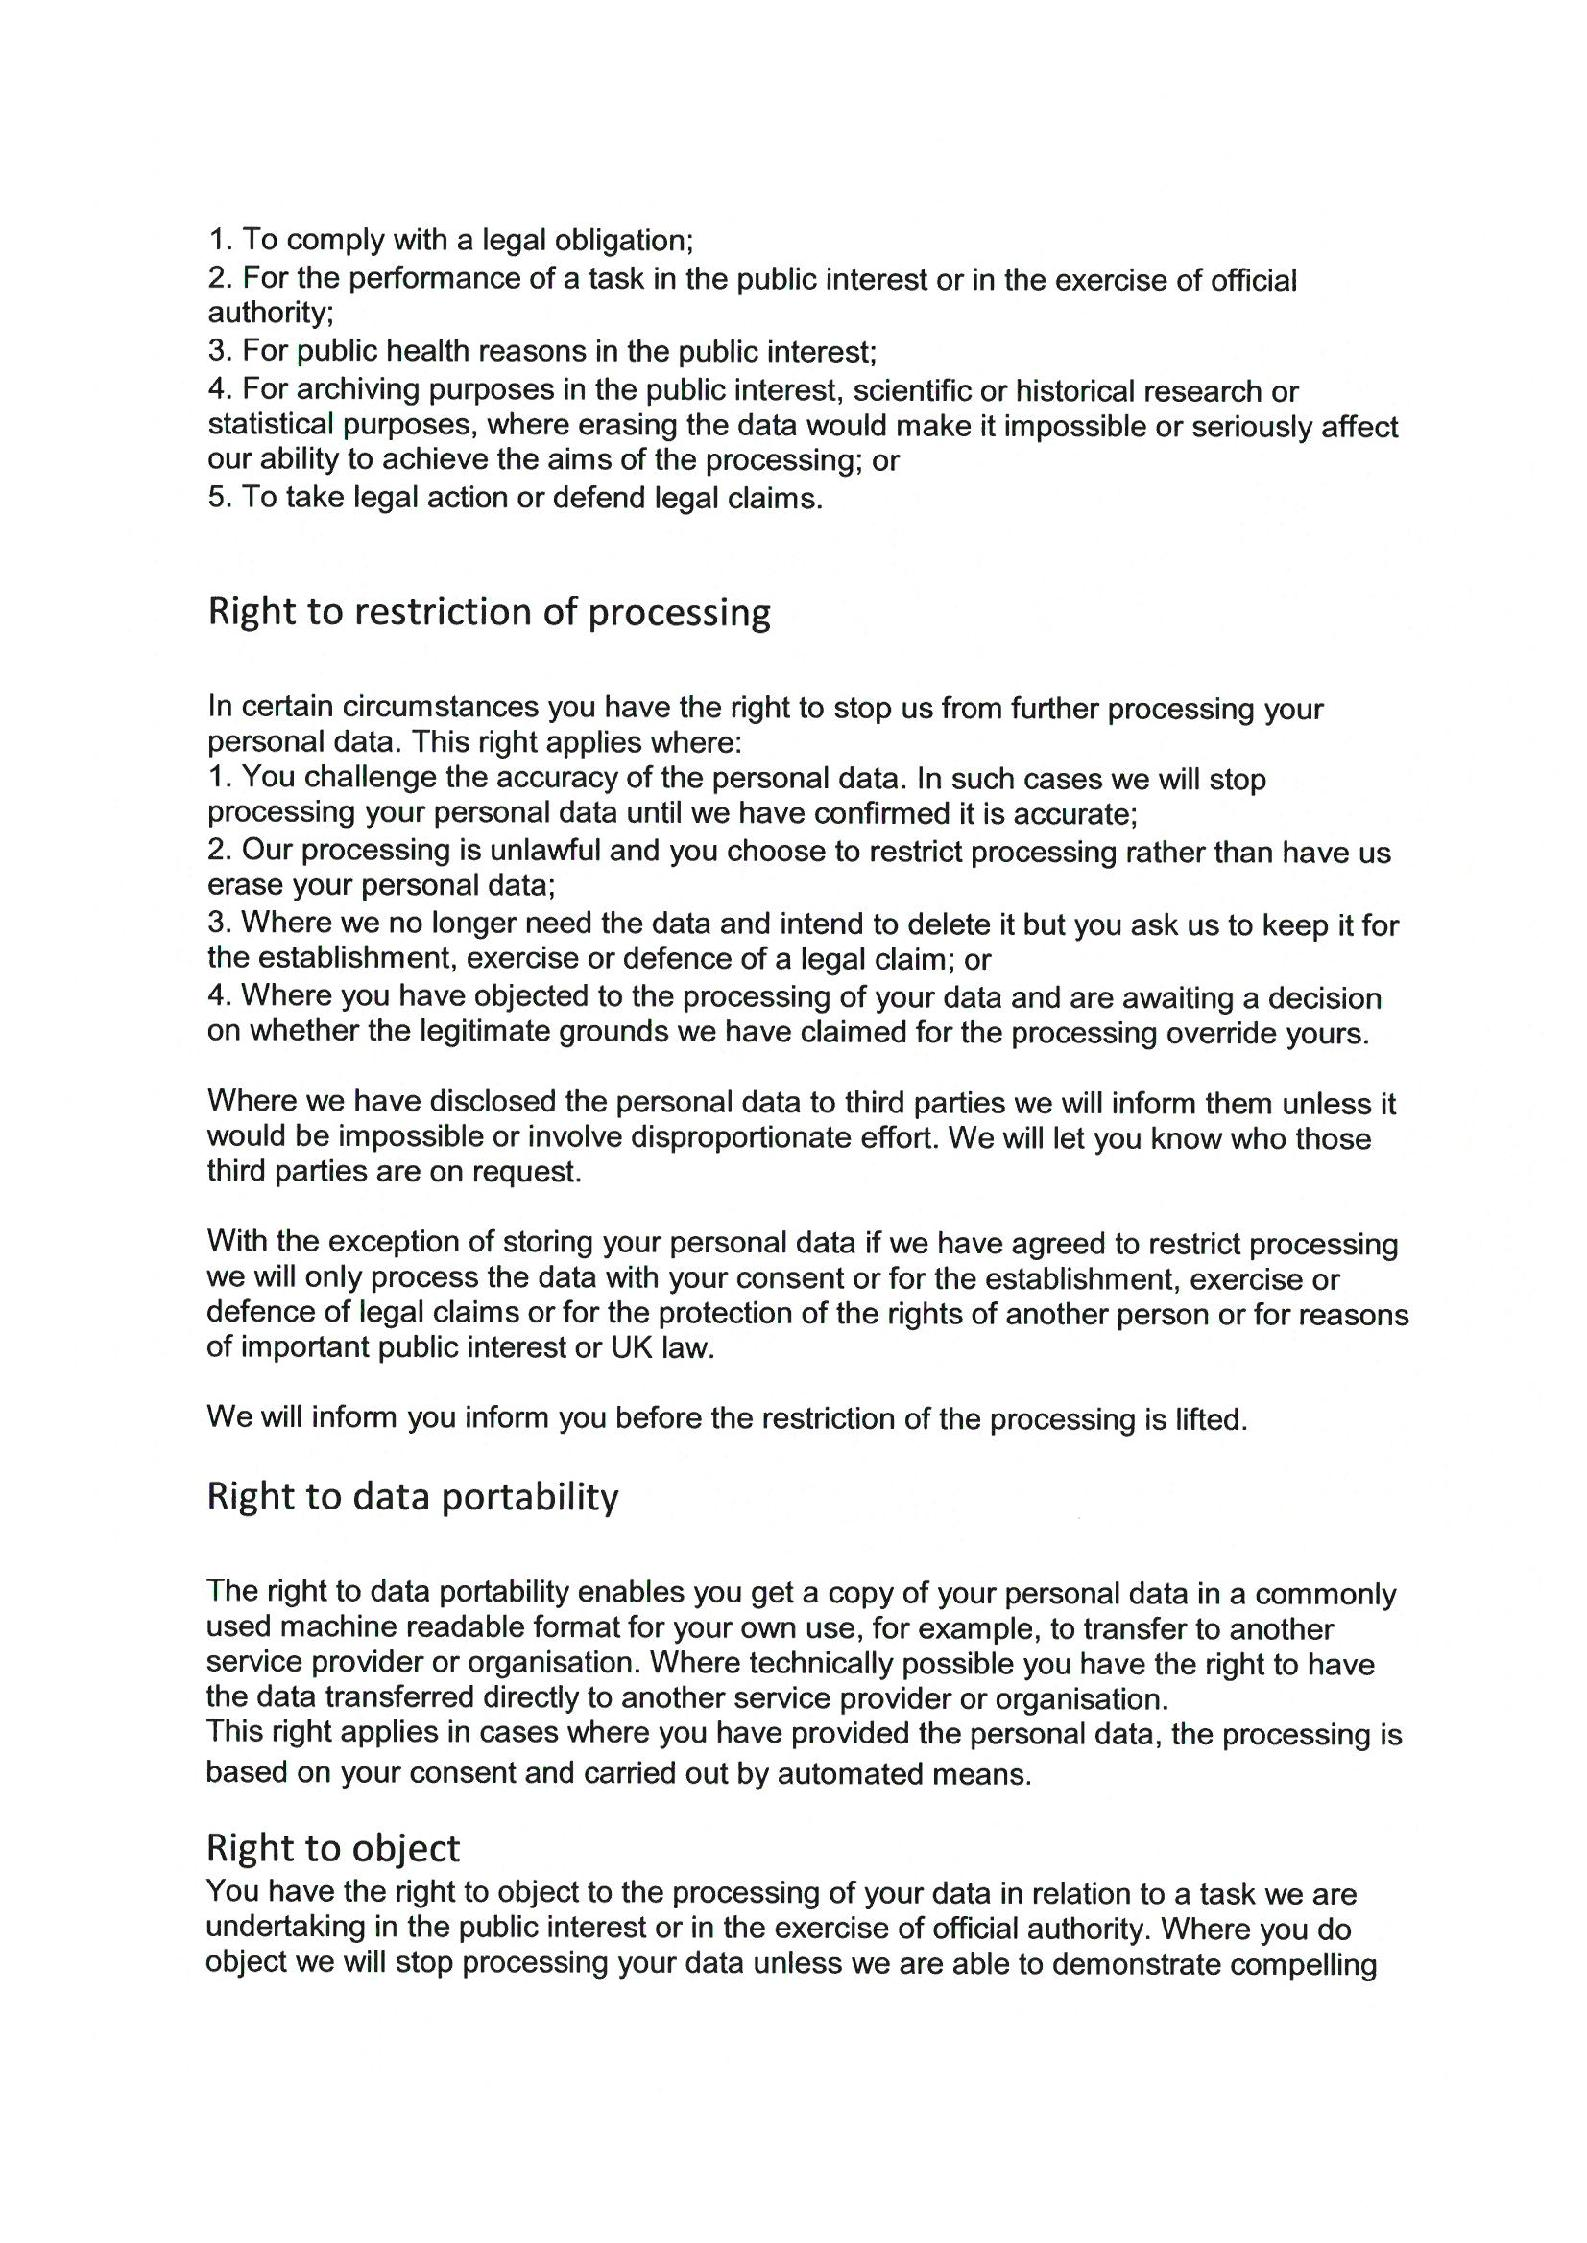 1. To comply with a legal obligation;
2. For the performance of a task in the public interest or in the exercise of official
authority;
3. For public health reasons in the public interest;
4. For archiving purposes in the public interest, scientific or historical research or
statistical purposes, where erasing the data would make it impossible or seriously affect
our ability to achieve the aims of the processing; or
5. To take legal action or defend legal claims.
Right to restriction of processing
In certain circumstances you have the right to stop us from further processing your
personal data. This right applies where:
1. You challenge the accuracy of the personal data. In such cases we will stop
processing your personal data until we have confirmed it is accurate;
2. Our processing is unlawful and you choose to restrict processing rather than have us
erase your personal data;
3. Where we no longer need the data and intend to delete it but you ask us to keep it for
the establishment, exercise or defence of a legal claim; or
4. Where you have objected to the processing of your data and are awaiting a decision
on whether the legitimate grounds we have claimed for the processing override yours.
Where we have disclosed the personal data to third parties we will inform them unless it
would be impossible or involve disproportionate effort. We will let you know who those
third parties are on request.
With the exception of storing your personal data if we have agreed to restrict processing
we will only process the data with your consent or for the establishment, exercise or
defence of legal claims or for the protection of the rights of another person or for reasons
of important public interest or UK law.
We will inform you inform you before the restriction of the processing is lifted.
Right to data portability
The right to data portability enables you get a copy of your personal data in a commonly
used machine readable format for your own use, for example, to transfer to another
service provider or organisation. Where technically possible you have the right to have
the data transferred directly to another service provider or organisation.
This right applies in cases where you have provided the personal data, the processing is
based on your consent and carried out by automated means.
Right to object
You have the right to object to the processing of your data in relation to a task we are
undertaking in the public interest or in the exercise of official authority. Where you do
object we will stop processing your data unless we are able to demonstrate compelling